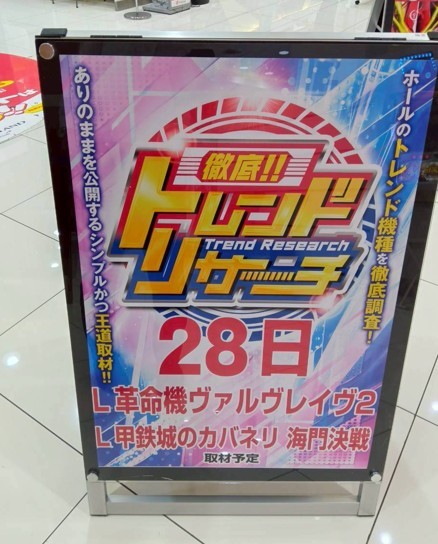 ホールのトレンド機種を徹底調査!
徹底!!
トレンド
Trend Research
リサーチ
ありのままを公開するシンプルかつ王道取材!!
28日
L 革命機ヴァルヴレイヴ2
L 甲鉄城のカバネリ 海門決戦
取材予定